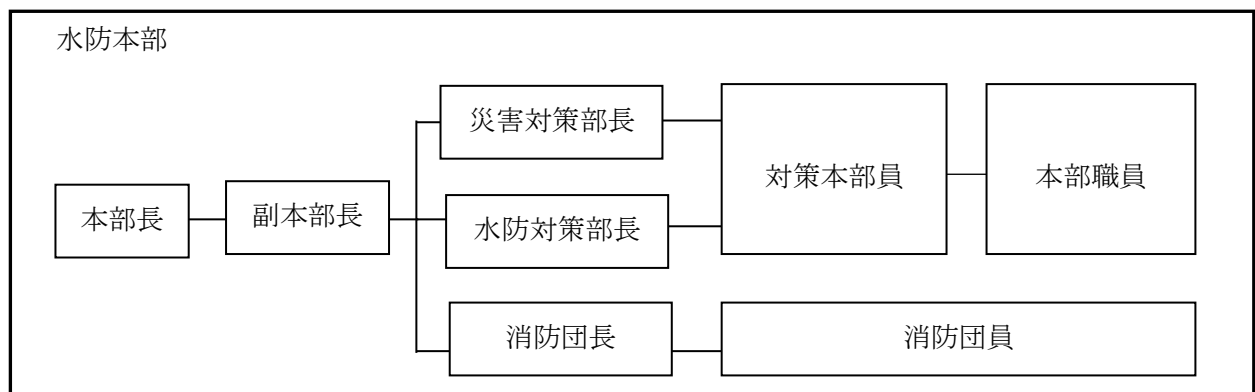 水防本部
本部長
副本部長
災害対策部長
水防対策部長
消防団長
対策本部員
本部職員
消防団員